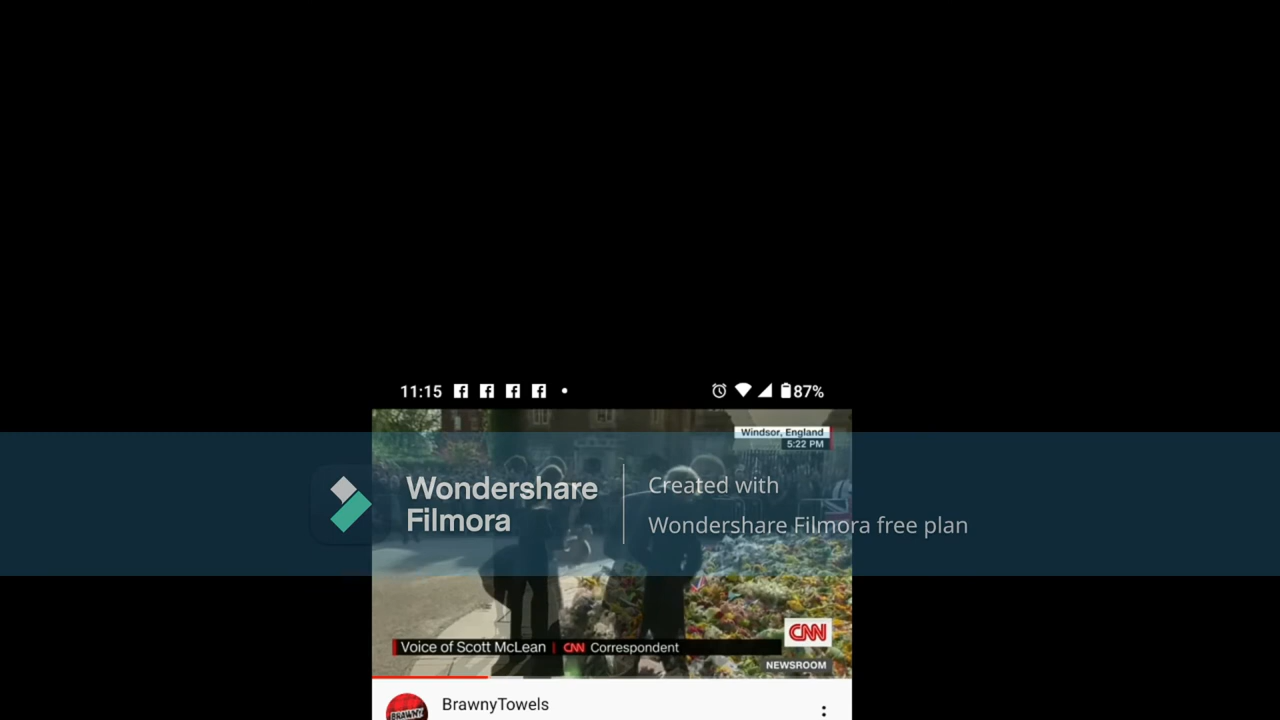 11:15
87%
Windsor, England
5:22 PM
Wondershare
Filmora
Created with
Wondershare Filmora free plan
CNN
Voice of Scott McLean | CNN Correspondent
NEWSROOM
BrawnyTowels
BRAWNY